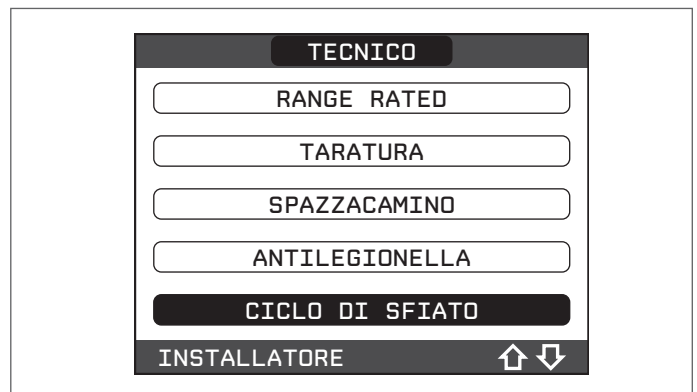 TECNICO
RANGE RATED
TARATURA
SPAZZACAMINO
ANTILEGIONELLA
CICLO DI SFIATO
INSTALLATORE